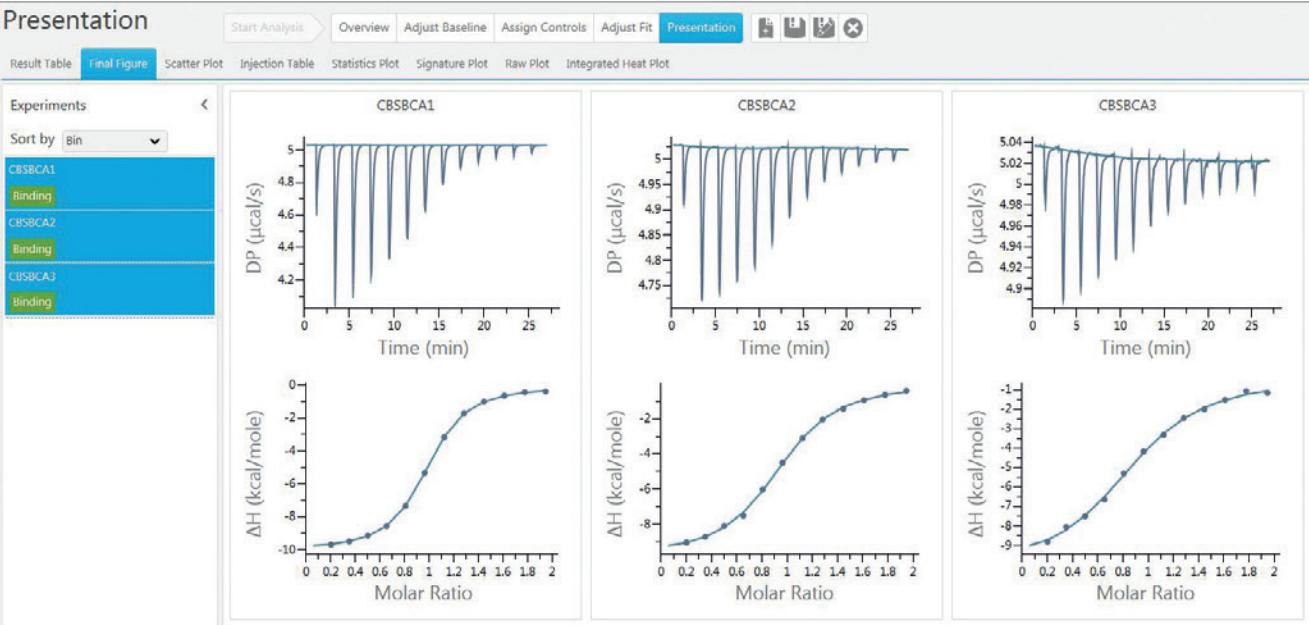 Presentation
Start Analysis Overview Adjust Baseline Assign Controls Adjust Fit Presentation
Result Table Final Figure Scatter Plot Injection Table Statistics Plot Signature Plot Raw Plot Integrated Heat Plot
Experiments
Sort by Bin
CBSBCA1
Binding
CBSBCA2
Binding
CBSBCA3
Binding
CBSBCA1
DP (µcal/s)
5
4.8
4.6
4.4
4.2
0 5 10 15 20 25
Time (min)
ΔH (kcal/mole)
0
-2
-4
-6
-8
-10
0 0.2 0.4 0.6 0.8 1 1.2 1.4 1.6 1.8 2
Molar Ratio
CBSBCA2
DP (µcal/s)
5
4.95
4.9
4.85
4.8
4.75
0 5 10 15 20 25
Time (min)
ΔH (kcal/mole)
-2
-4
-6
-8
0 0.2 0.4 0.6 0.8 1 1.2 1.4 1.6 1.8 2
Molar Ratio
CBSBCA3
DP (µcal/s)
5.04
5.02
5
4.98
4.96
4.94
4.92
4.9
0 5 10 15 20 25
Time (min)
ΔH (kcal/mole)
-1
-2
-3
-4
-5
-6
-7
-8
-9
0 0.2 0.4 0.6 0.8 1 1.2 1.4 1.6 1.8 2
Molar Ratio